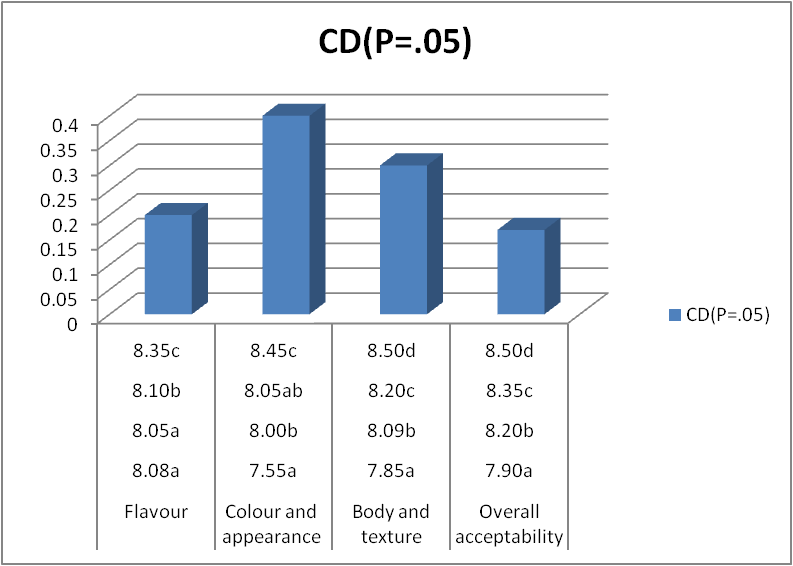 CD(P=.05)
0.4
0.35
0.3
0.25
0.2
0.15
0.1
0.05
0
CD(P=.05)
8.35c 8.45c 8.50d 8.50d
8.10b 8.05ab 8.20c 8.35c
8.05a 8.00b 8.09b 8.20b
8.08a 7.55a 7.85a 7.90a
Flavour Colour and Body and Overall
appearance texture acceptability